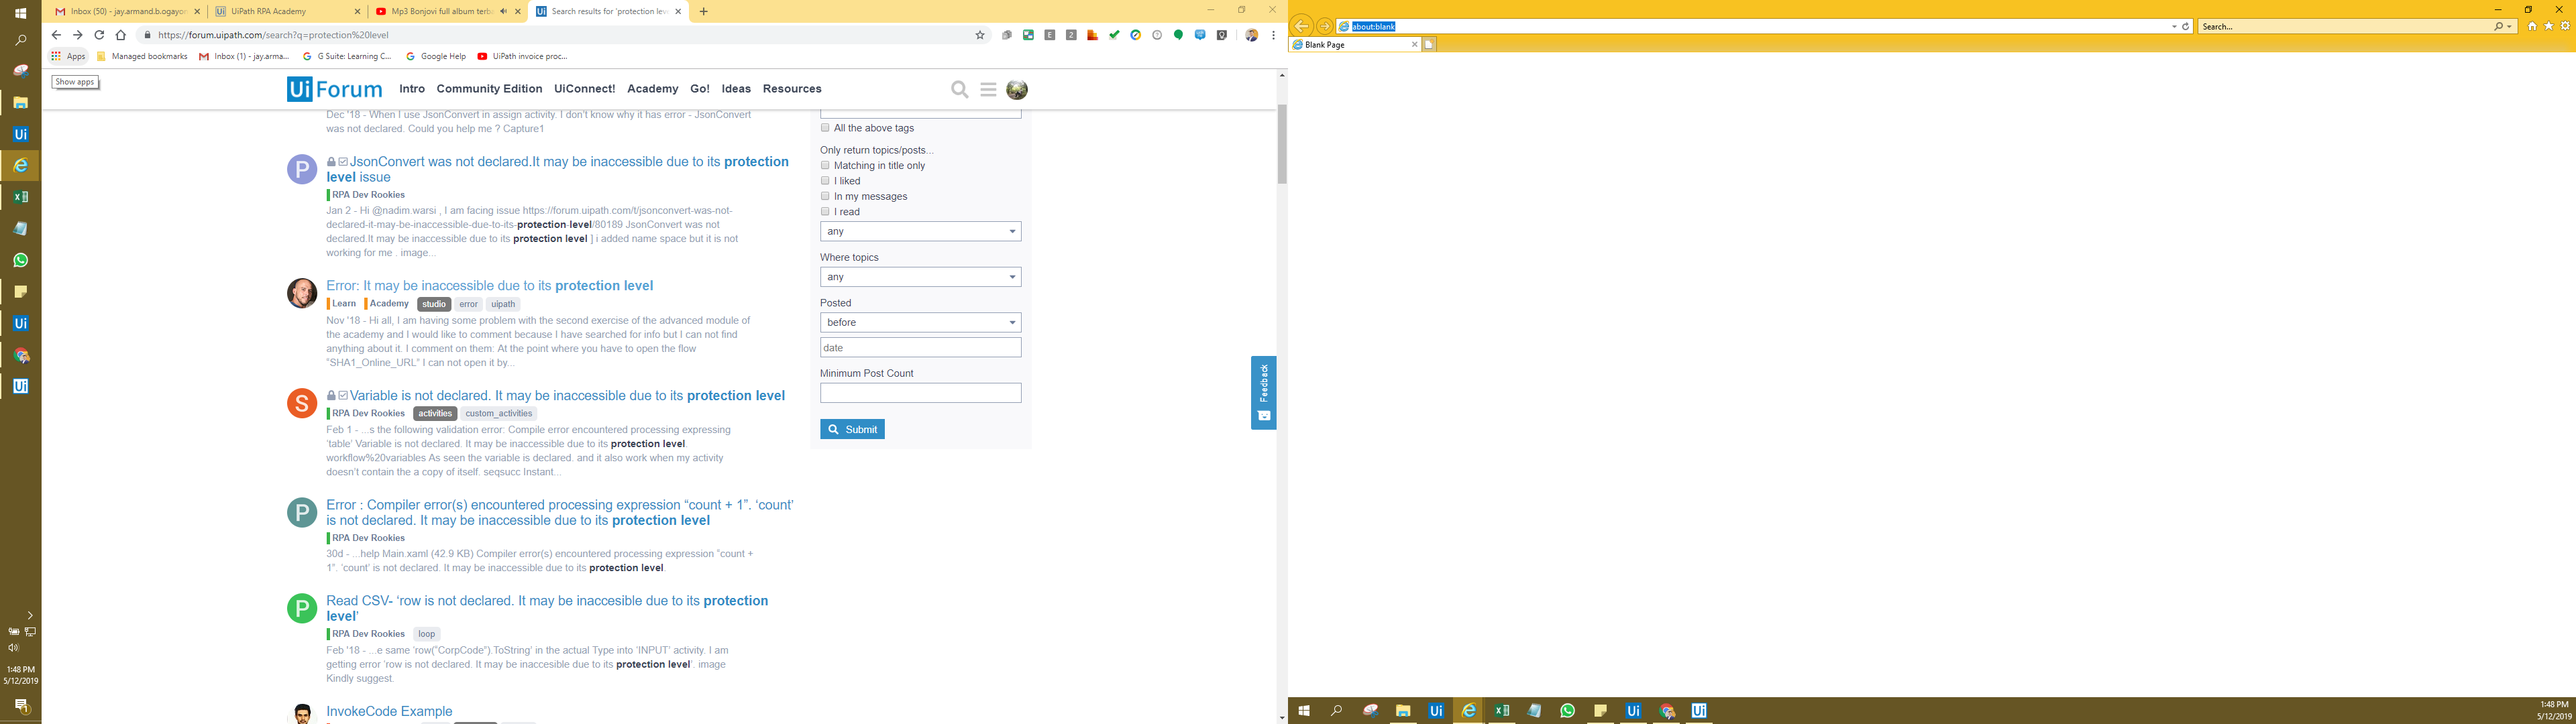 Inbox (50) - jay.armand.b.ogayon
UiPath RPA Academy
Mp3 Bonjovi full album terb
Search results for 'protection leve
https://forum.uipath.com/search?q=protection%20level
Apps
Managed bookmarks
Inbox (1) - jay.arma...
G Suite: Learning C...
Google Help
UiPath invoice proc...
Show apps
Ui Forum
Intro
Community Edition
UiConnect!
Academy
Go!
Ideas
Resources
Dec '18 - When I use JsonConvert in assign activity. I don't know why it has error - JsonConvert
was not declared. Could you help me ? Capture1
P
JsonConvert was not declared.It may be inaccessible due to its protection
level issue
RPA Dev Rookies
Jan 2 - Hi @nadim.warsi , I am facing issue https://forum.uipath.com/t/jsonconvert-was-not-
declared-it-may-be-inaccessible-due-to-its-protection-level/80189 JsonConvert was not
declared.It may be inaccessible due to its protection level ] i added name space but it is not
working for me . image...
Error: It may be inaccessible due to its protection level
Learn
Academy
studio
error
uipath
Nov '18 - Hi all, I am having some problem with the second exercise of the advanced module of
the academy and I would like to comment because I have searched for info but I can not find
anything about it. I comment on them: At the point where you have to open the flow
"SHA1_Online_URL" I can not open it by...
S
Variable is not declared. It may be inaccessible due to its protection level
RPA Dev Rookies
activities
custom_activities
Feb 1 - ...s the following validation error: Compile error encountered processing expressing
'table' Variable is not declared. It may be inaccessible due to its protection level.
workflow%20variables As seen the variable is declared. and it also work when my activity
doesn't contain the a copy of itself. seqsucc Instant...
P
Error : Compiler error(s) encountered processing expression “count + 1”. ‘count’
is not declared. It may be inaccessible due to its protection level
RPA Dev Rookies
30d - ...help Main.xaml (42.9 KB) Compiler error(s) encountered processing expression “count +
1”. ‘count’ is not declared. It may be inaccessible due to its protection level.
P
Read CSV- ‘row is not declared. It may be inaccesible due to its protection
level’
RPA Dev Rookies
loop
Feb '18 - ...e same ‘row(“CorpCode”).ToString’ in the actual Type into ‘INPUT’ activity. I am
getting error ‘row is not declared. It may be inaccesible due to its protection level’. image
Kindly suggest.
InvokeCode Example
All the above tags
Only return topics/posts...
Matching in title only
I liked
In my messages
I read
any
Where topics
any
Posted
before
date
Minimum Post Count
Submit
Feedback
1:48 PM
5/12/2019
1
about:blank
Search...
Blank Page
1:48 PM
5/12/2019